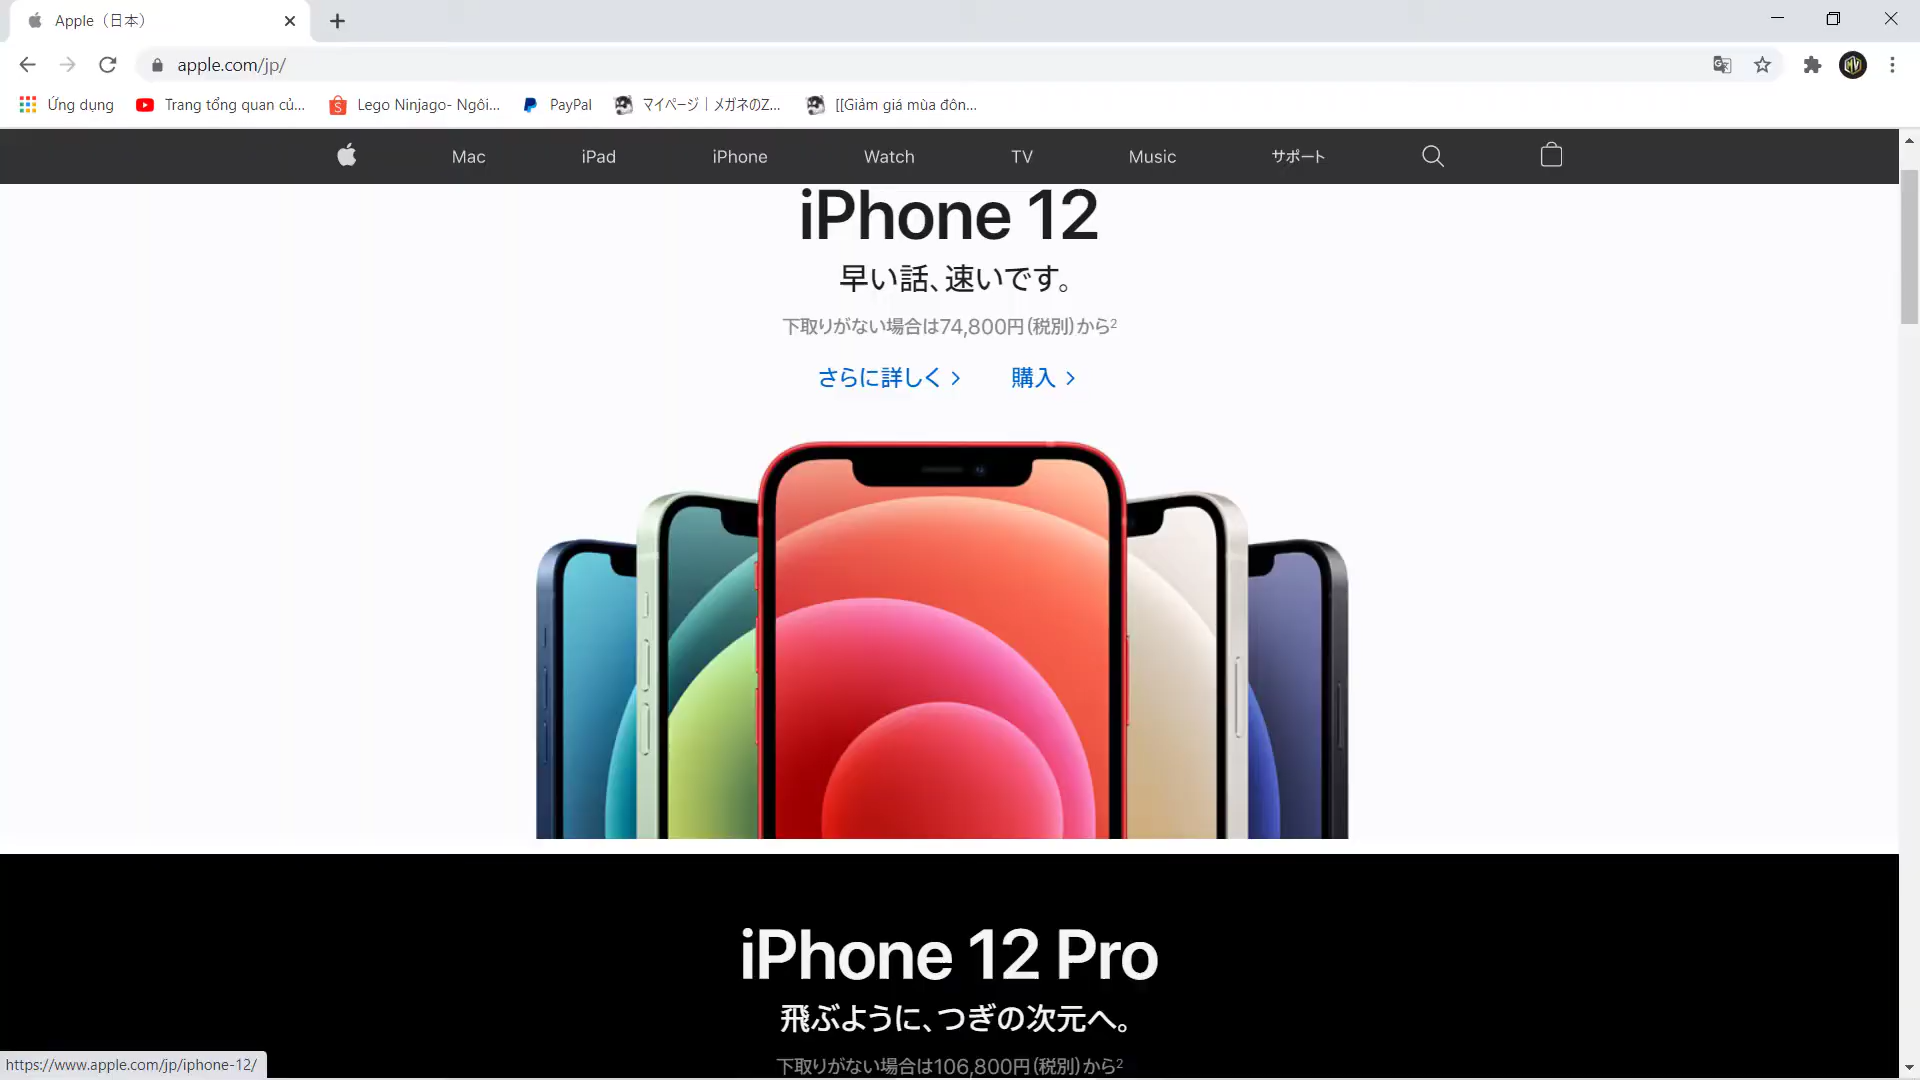 Apple（日本）
apple.com/jp/
Ứng dụng Trang tổng quan củ... Lego Ninjago- Ngôi... PayPal マイページ｜メガネのZ... [[Giảm giá mùa đôn...
Mac iPad iPhone Watch TV Music サポート
iPhone 12
早い話、速いです。
下取りがない場合は74,800円（税別）から2
さらに詳しく > 購入 >
iPhone 12 Pro
飛ぶように、つぎの次元へ。
下取りがない場合は106,800円（税別）から2
https://www.apple.com/jp/iphone-12/